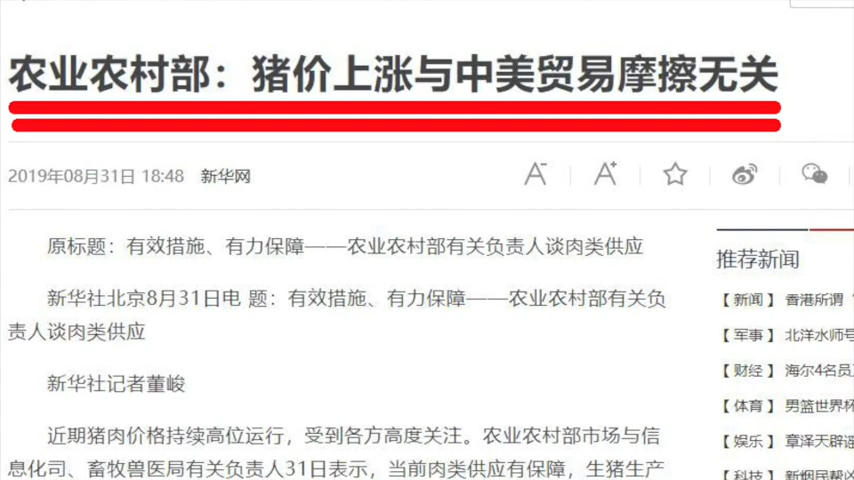 农业农村部：猪价上涨与中美贸易摩擦无关
2019年08月31日 18:48 新华网
A- A+
原标题：有效措施、有力保障——农业农村部有关负责人谈肉类供应
新华社北京8月31日电 题：有效措施、有力保障——农业农村部有关负
责人谈肉类供应
新华社记者董峻
近期猪肉价格持续高位运行，受到各方高度关注。农业农村部市场与信
息化司、畜牧兽医局有关负责人31日表示，当前肉类供应有保障，生猪生产
推荐新闻
【新闻】 香港所谓
【军事】 北洋水师号
【财经】 海尔4名员
【体育】 男篮世界杯
【娱乐】 章泽天辟谣
【科技】 新烟民帮